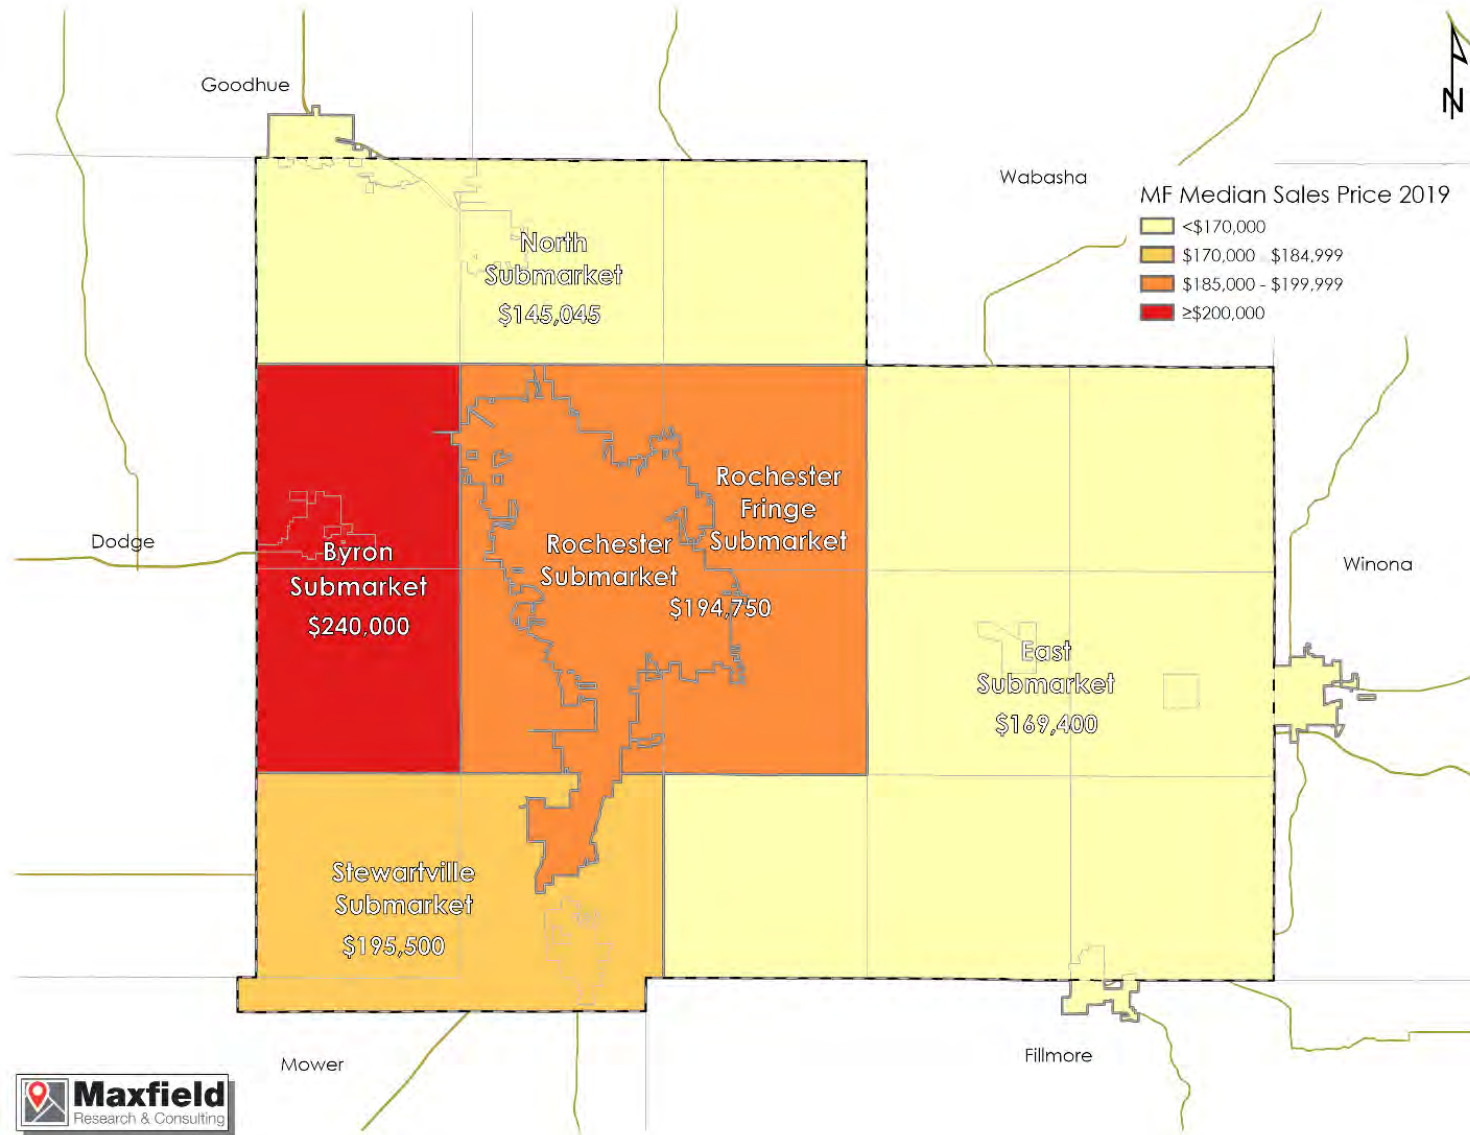 Goodhue
N
Wabasha
MF Median Sales Price 2019
<$170,000
$170,000 $184,999
$185,000 - $199,999
≥$200,000
North
Submarket
$145,045
Rochester
Fringe
Submarket
Rochester
Submarket
$194,750
Dodge
Byron
Submarket
$240,000
Winona
East
Submarket
$169,400
Stewartville
Submarket
$195,500
Mower
Fillmore
Maxfield
Research & Consulting